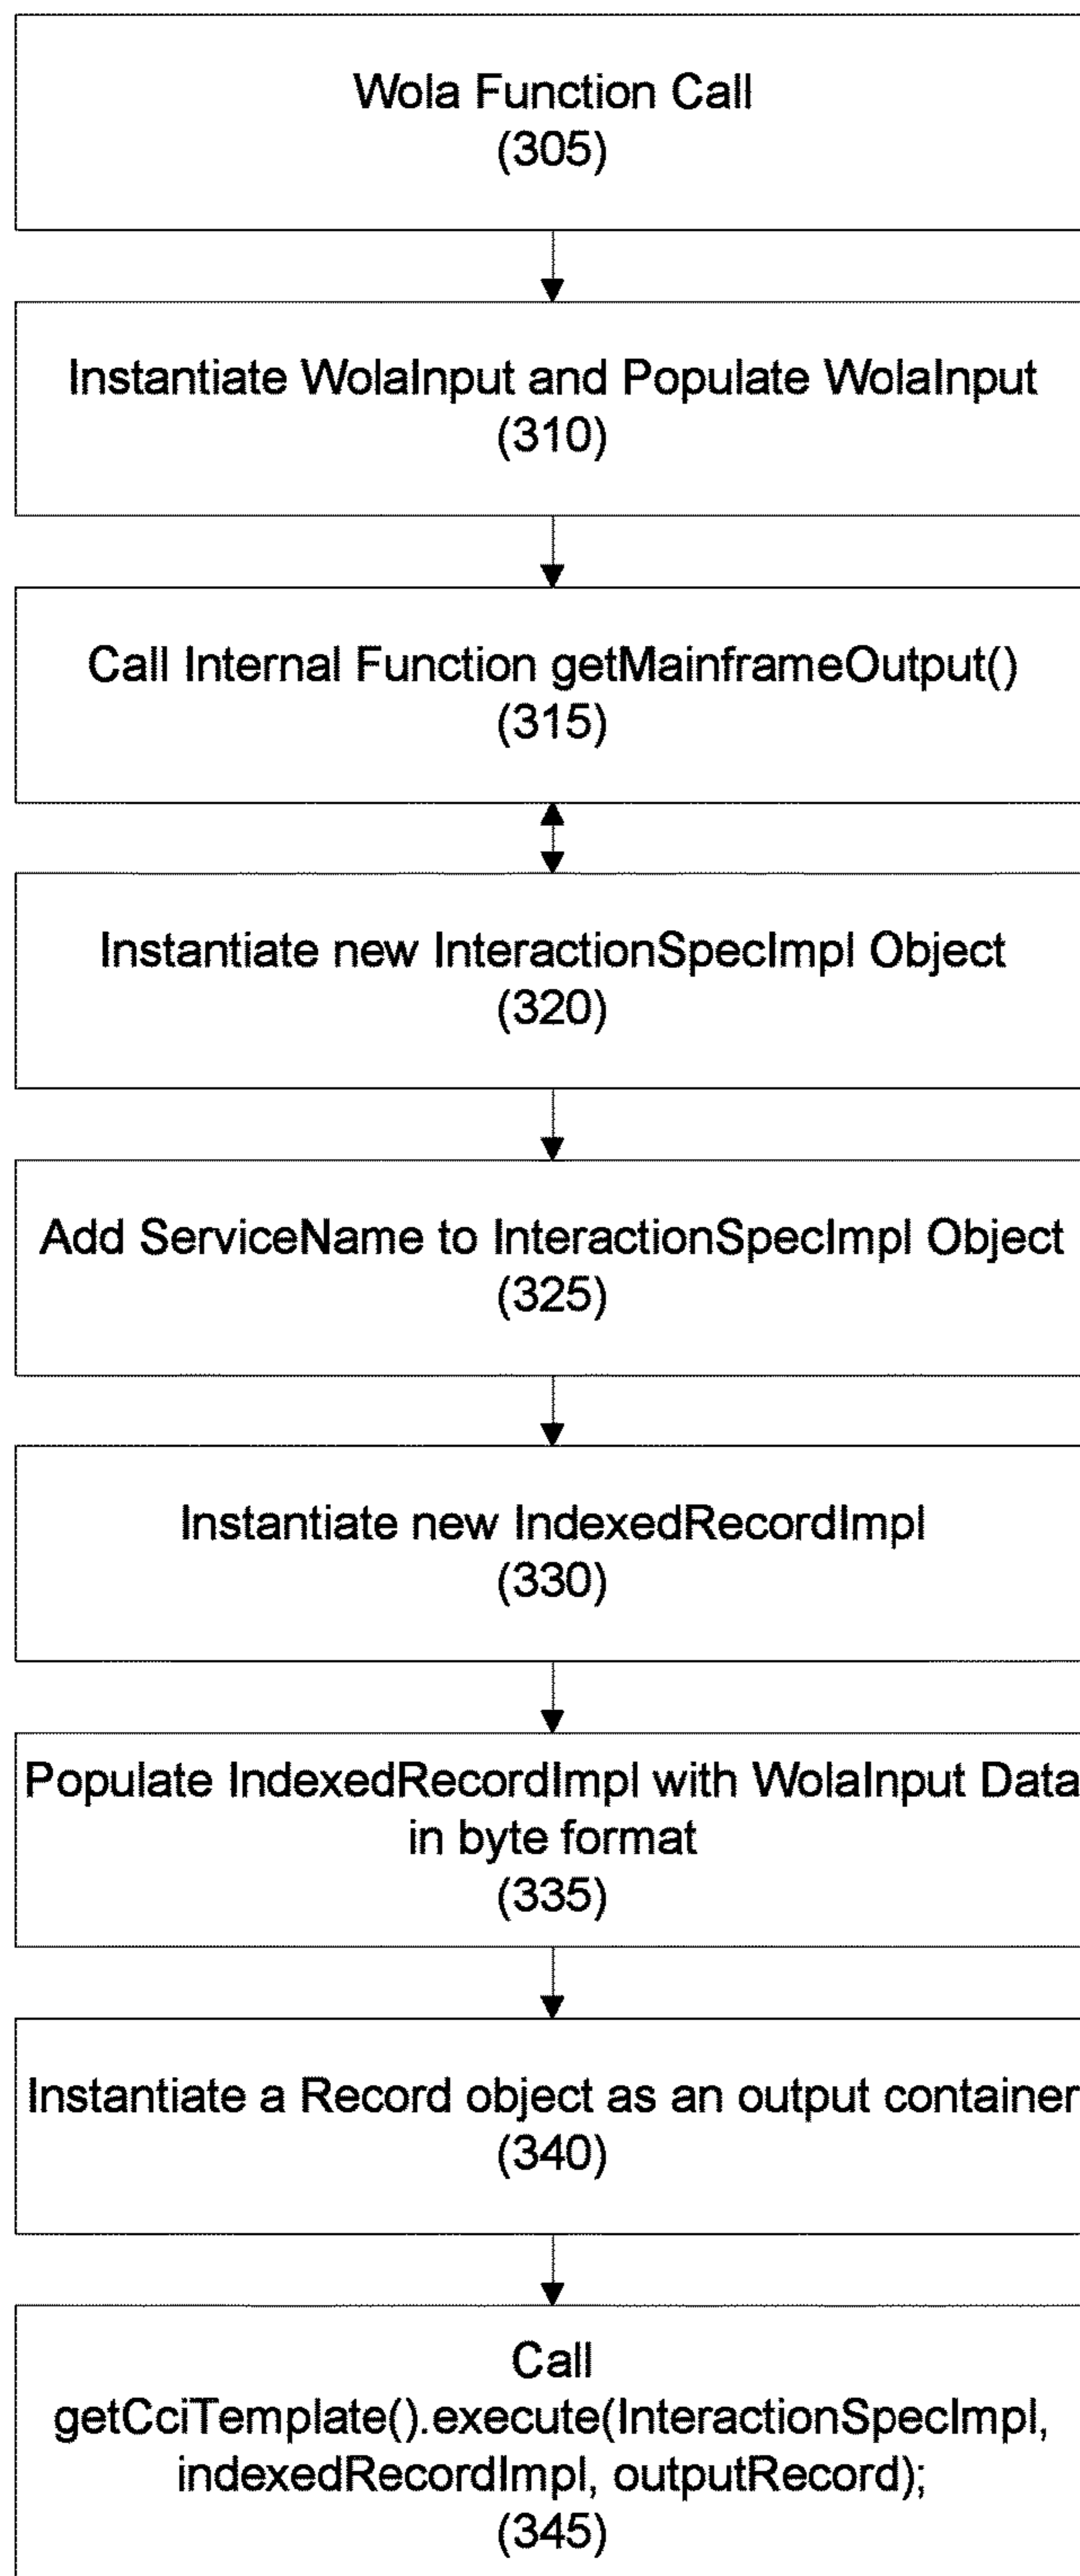 Wola Function Call
(305)
Instantiate WolaInput and Populate WolaInput
(310)
Call Internal Function getMainframeOutput()
(315)
Instantiate new InteractionSpecImpl Object
(320)
Add ServiceName to InteractionSpecImpl Object
(325)
Instantiate new IndexedRecordImpl
(330)
Populate IndexedRecordImpl with WolaInput Data
in byte format
(335)
Instantiate a Record object as an output container
(340)
Call
getCciTemplate().execute(InteractionSpecImpl,
indexedRecordImpl, outputRecord);
(345)